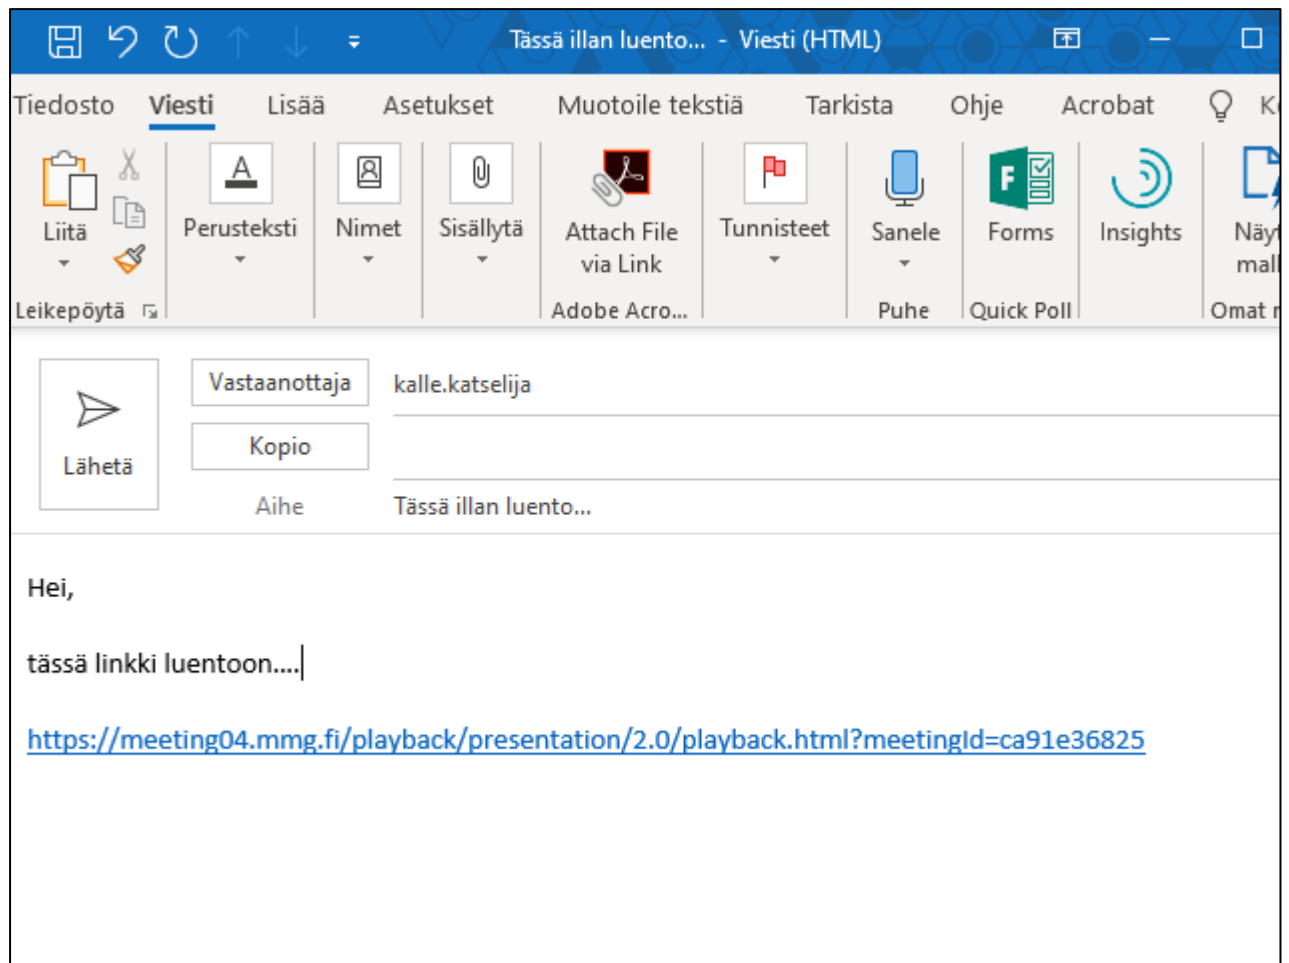 Tässä illan luento... - Viesti (HTML)
Tiedosto Viesti Lisää Asetukset Muotoile tekstiä Tarkista Ohje Acrobat
Liitä
Perusteksti
Nimet
Sisällytä
Attach File
via Link
Tunnisteet
Sanele
Forms
Insights
Leikepöytä Adobe Acro... Puhe Quick Poll Omat
Lähetä
Vastaanottaja kalle.katselija
Kopio
Aihe Tässä illan luento...
Hei,
tässä linkki luentoon....
https://meeting04.mmg.fi/playback/presentation/2.0/playback.html?meetingId=ca91e36825